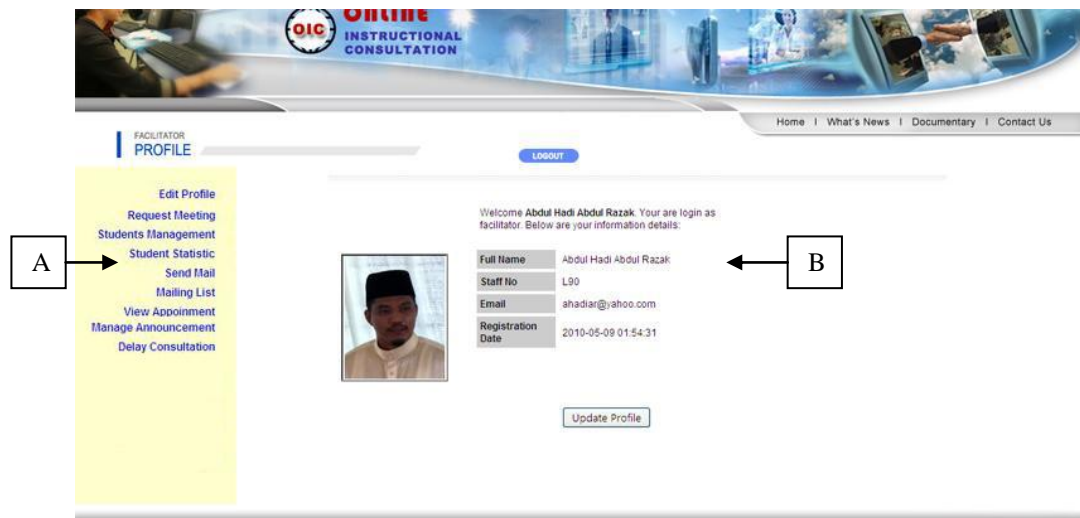 OIC
ONLINE
INSTRUCTIONAL
CONSULTATION
Home I What's News I Documentary I Contact Us
FACILITATOR
PROFILE
LOGOUT
Edit Profile
Request Meeting
Students Management
Student Statistic
Send Mail
Mailing List
View Appoinment
Manage Announcement
Delay Consultation
A
Welcome Abdul Hadi Abdul Razak. Your are login as
facilitator. Below are your information details:
Full Name Abdul Hadi Abdul Razak
Staff No L90
Email ahadiar@yahoo.com
Registration
Date 2010-05-09 01:54:31
B
Update Profile